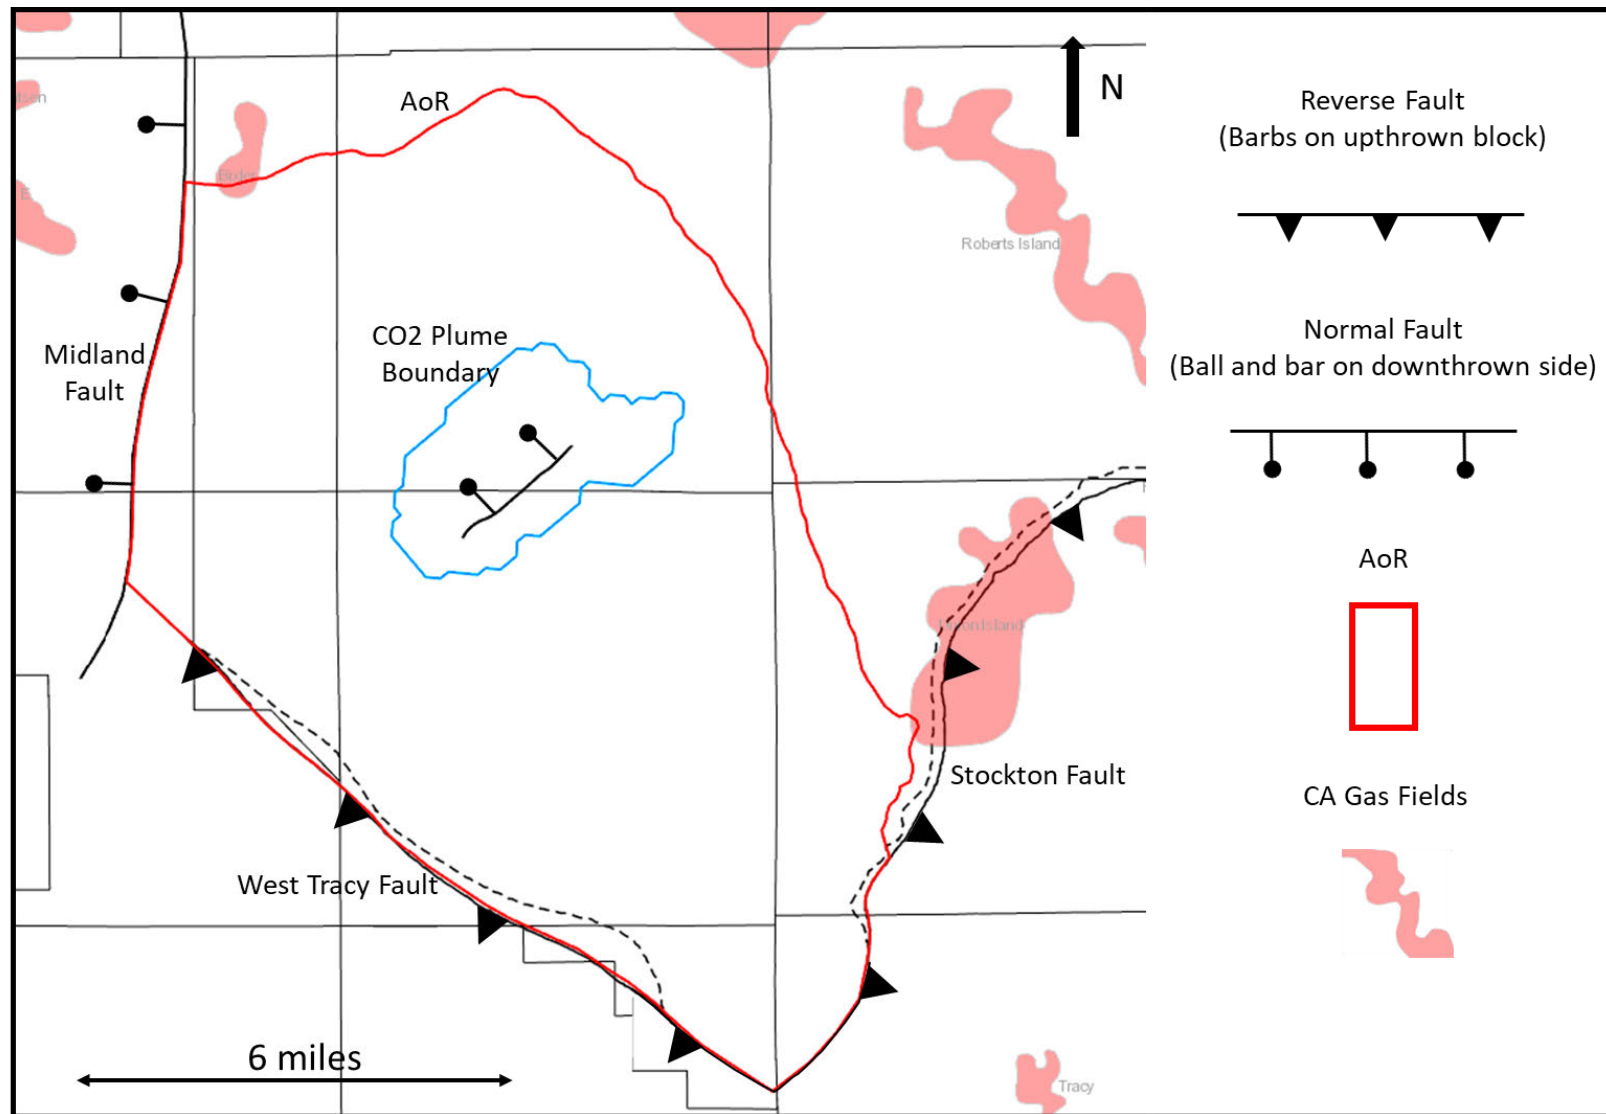 AoR
N
Roberts Island
CO2 Plume
Boundary
Midland
Fault
Stockton Fault
West Tracy Fault
6 miles
Tracy
Reverse Fault
(Barbs on upthrown block)
Normal Fault
(Ball and bar on downthrown side)
AoR
CA Gas Fields